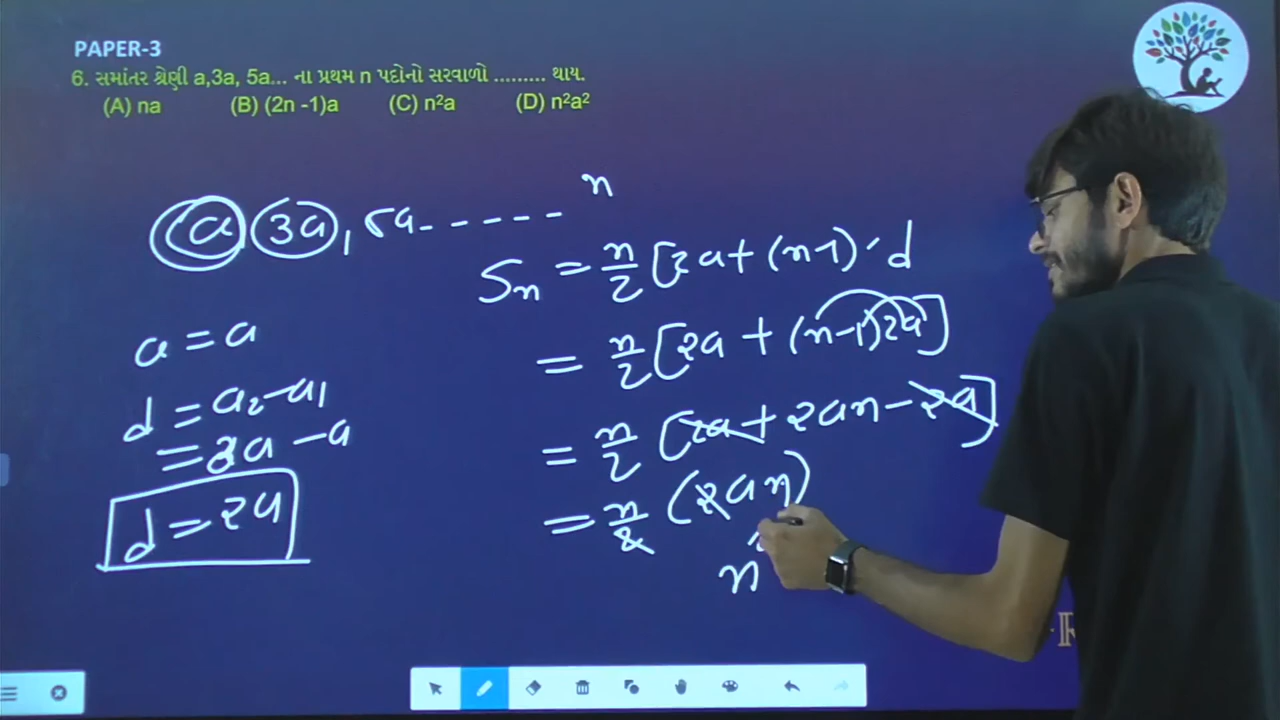 PAPER-3
6. સમાંતર શ્રેણી a,3a, 5a... ના પ્રથમ n પદોનો સરવાળો ......... થાય.
(A) na (B) (2n -1)a (C) n²a (D) n²a²
a 3a, 5a - - - - - n
Sn = n/2 [2a + (n-1) · d
= n/2 [2a + (n-1)2a]
= n/2 [2a + 2an - 2a]
= n/2 (2an)
n
a = a
d = a2 - a1
= 3a - a
d = 2a